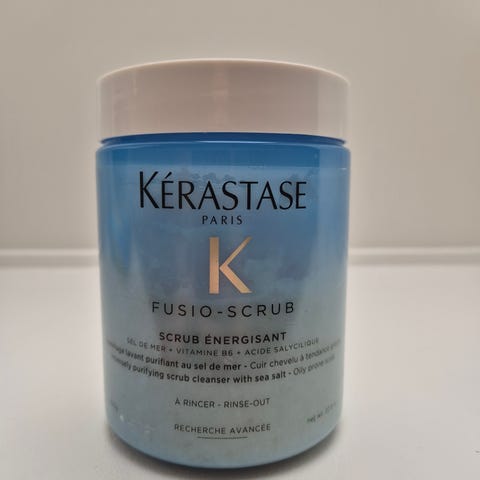 KÉRASTASE
PARIS
K
FUSIO-SCRUB
SCRUB ÉNERGISANT
SEL DE MER + VITAMINE B6 + ACIDE SALYCILIQUE
lavant purifiant au sel de mer - Cuir chevelu à tendance
purifying scrub cleanser with sea salt - Oily prone
À RINCER - RINSE-OUT
RECHERCHE AVANCÉE